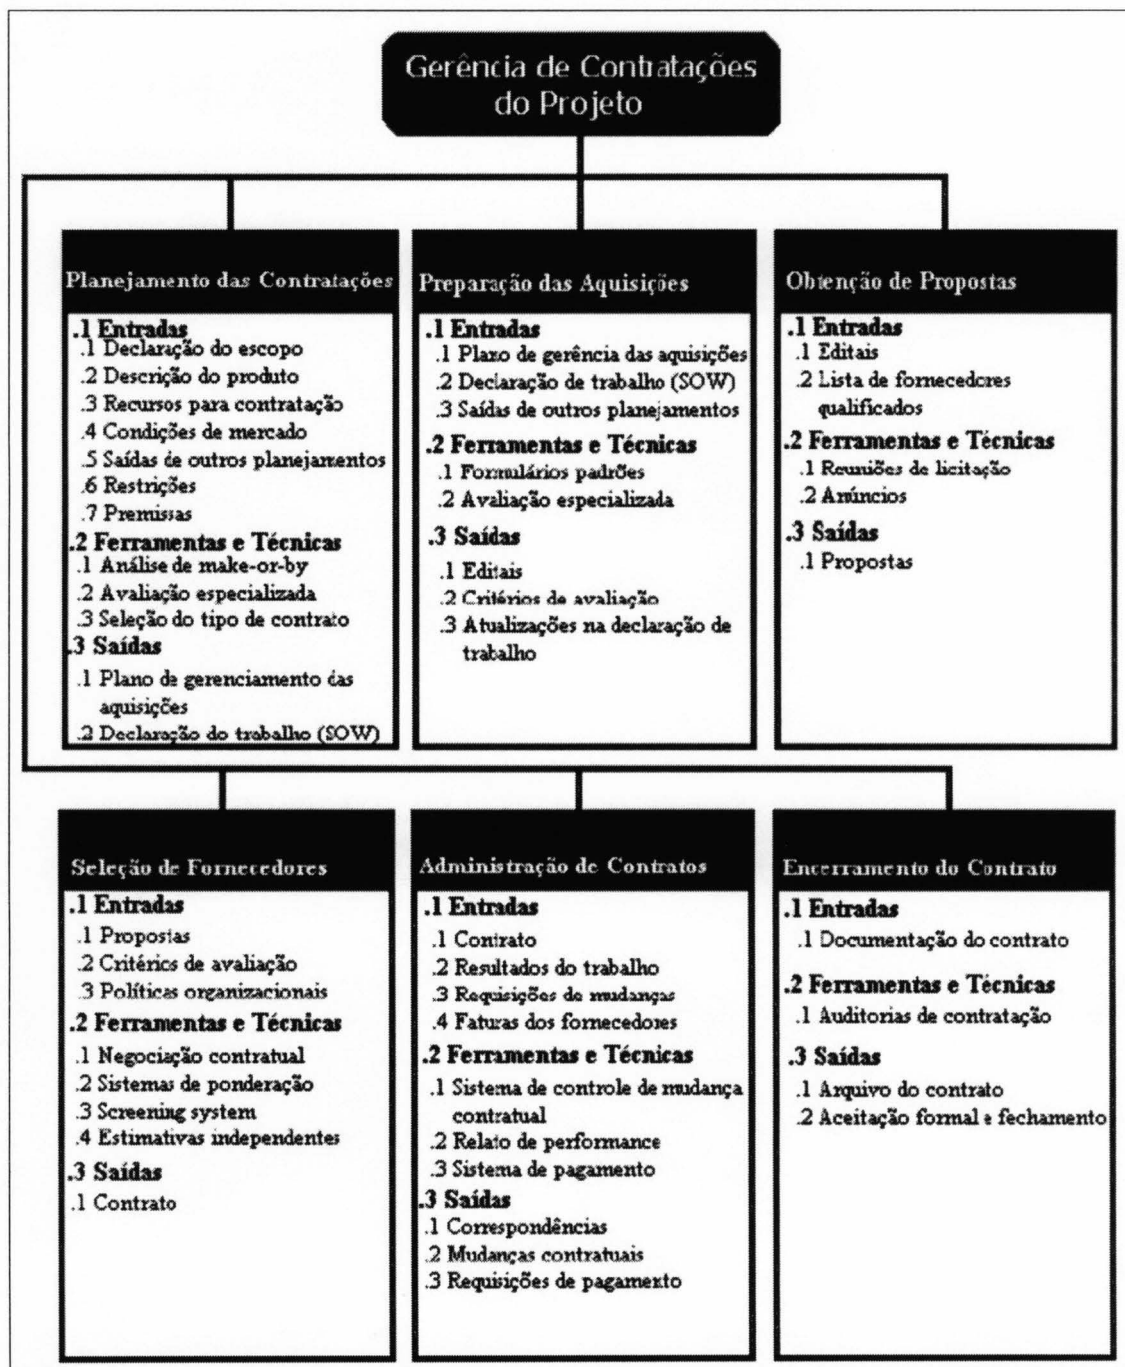 Gerência de Contratações
do Projeto
Planejamento das Contratações
.1 Entradas
.1 Declaração do escopo
.2 Descrição do produto
.3 Recursos para contratação
.4 Condições de mercado
.5 Saídas de outros planejamentos
.6 Restrições
.7 Premissas
.2 Ferramentas e Técnicas
.1 Análise de make-or-by
.2 Avaliação especializada
.3 Seleção do tipo de contrato
.3 Saídas
.1 Plano de gerenciamento das
aquisições
.2 Declaração do trabalho (SOW)
Preparação das Aquisições
.1 Entradas
.1 Plano de gerência das aquisições
.2 Declaração de trabalho (SOW)
.3 Saídas de outros planejamentos
.2 Ferramentas e Técnicas
.1 Formulários padrões
.2 Avaliação especializada
.3 Saídas
.1 Editais
.2 Critérios de avaliação
.3 Atualizações na declaração de
trabalho
Obtenção de Propostas
.1 Entradas
.1 Editais
.2 Lista de fornecedores
qualificados
.2 Ferramentas e Técnicas
.1 Reuniões de licitação
.2 Anúncios
.3 Saídas
.1 Propostas
Seleção de Fornecedores
.1 Entradas
.1 Propostas
.2 Critérios de avaliação
.3 Políticas organizacionais
.2 Ferramentas e Técnicas
.1 Negociação contratual
.2 Sistemas de ponderação
.3 Screening system
.4 Estimativas independentes
.3 Saídas
.1 Contrato
Administração de Contratos
.1 Entradas
.1 Contrato
.2 Resultados do trabalho
.3 Requisições de mudanças
.4 Faturas dos fornecedores
.2 Ferramentas e Técnicas
.1 Sistema de controle de mudança
contratual
.2 Relato de performance
.3 Sistema de pagamento
.3 Saídas
.1 Correspondências
.2 Mudanças contratuais
.3 Requisições de pagamento
Encerramento do Contrato
.1 Entradas
.1 Documentação do contrato
.2 Ferramentas e Técnicas
.1 Auditorias de contratação
.3 Saídas
.1 Arquivo do contrato
.2 Aceitação formal e fechamento